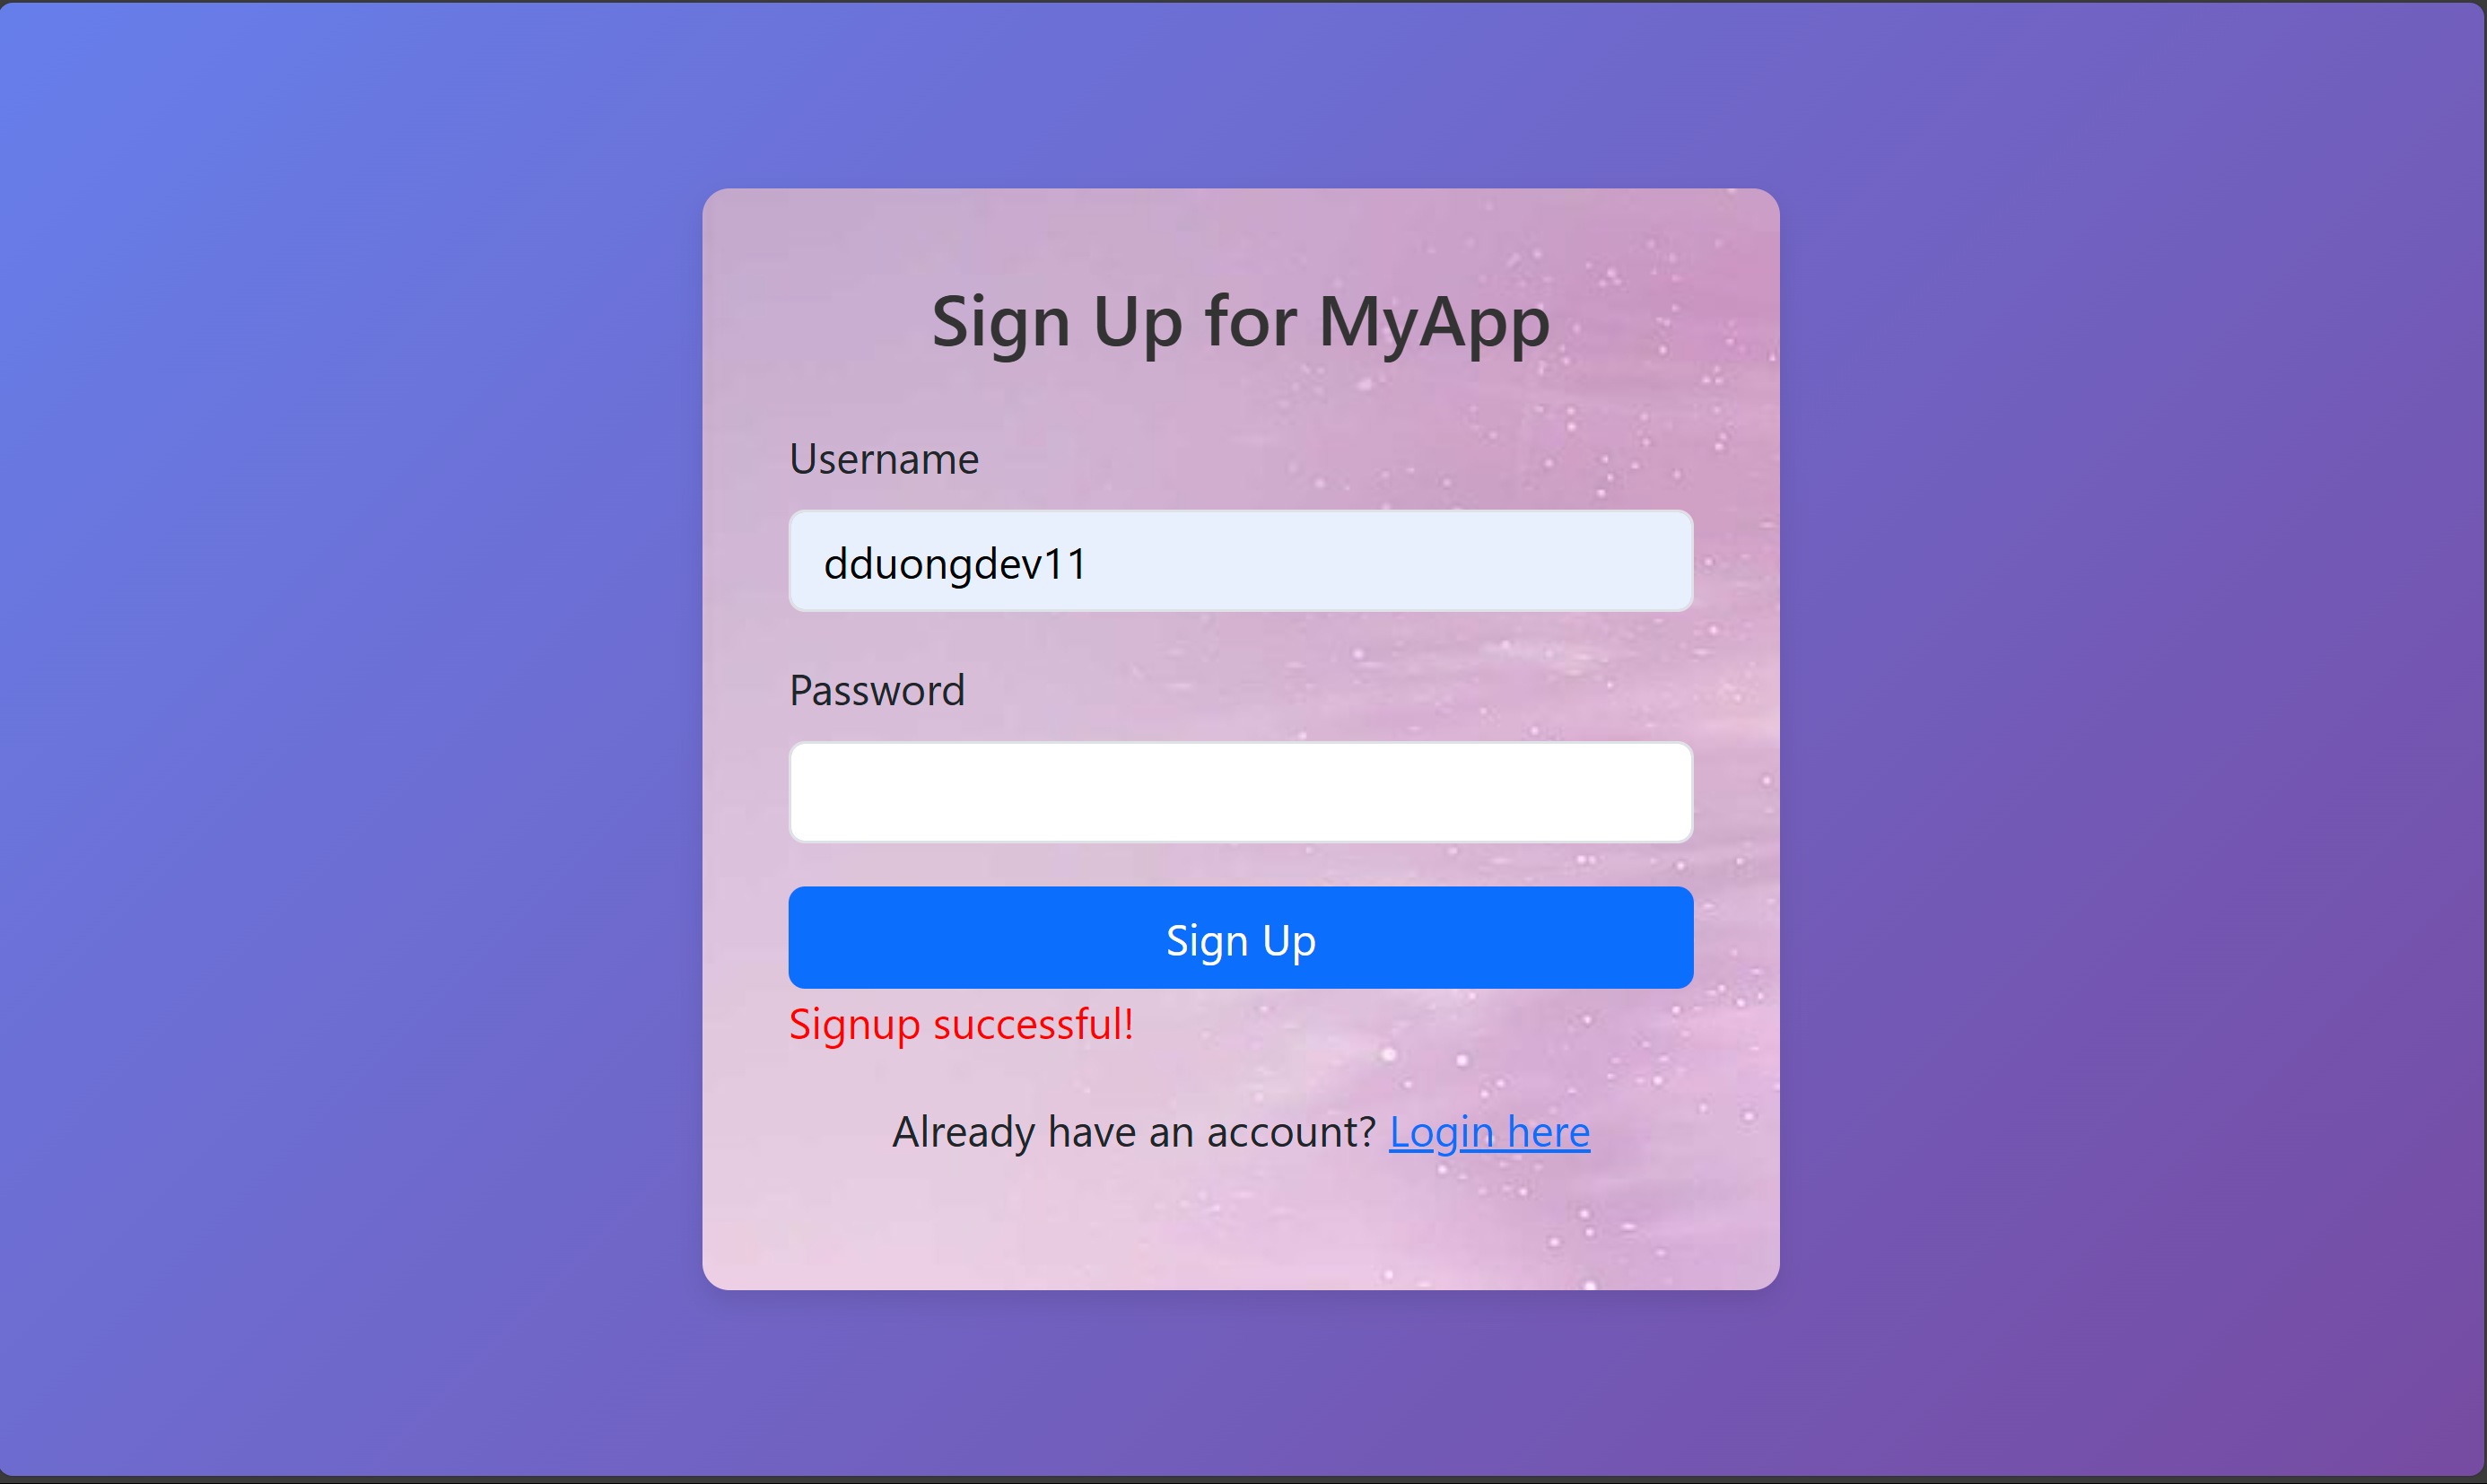 Sign Up for MyApp
Username
dduongdev11
Password
Sign Up
Signup successful!
Already have an account? Login here